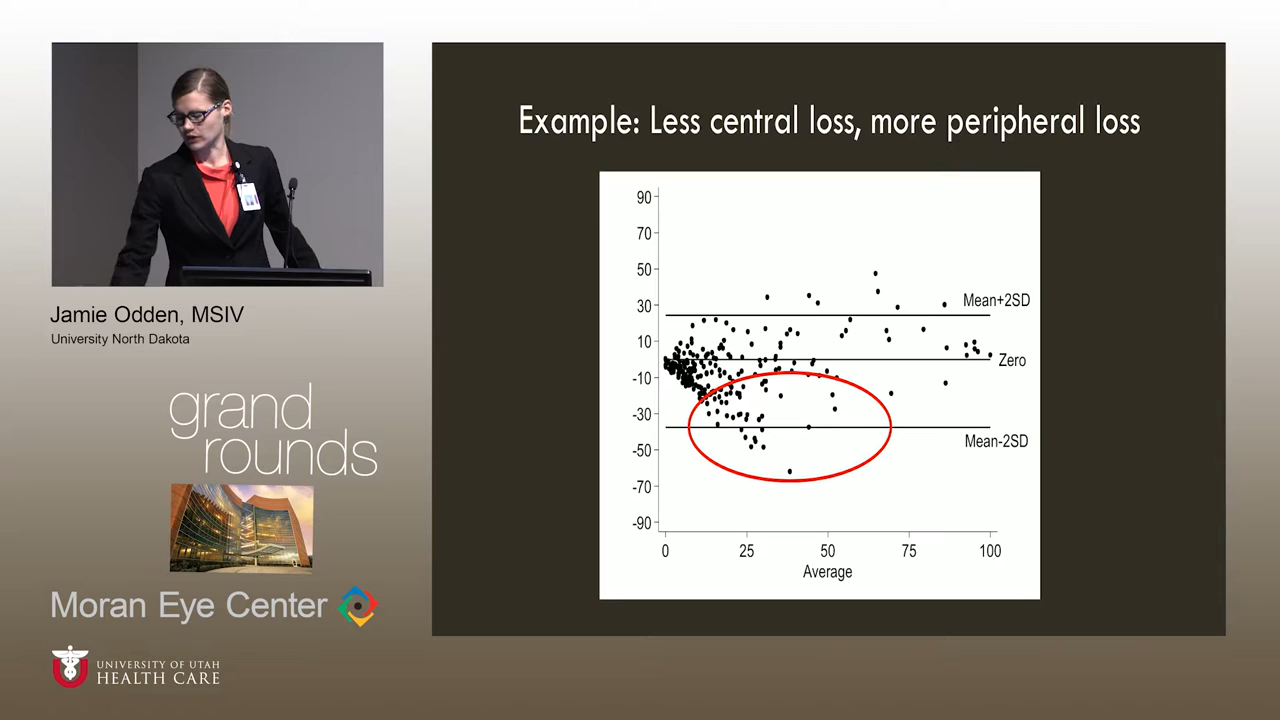 Example: Less central loss, more peripheral loss
90
70
50
30
10
-10
-30
-50
-70
-90
Mean+2SD
Zero
Mean-2SD
0 25 50 75 100
Average
Jamie Odden, MSIV
University North Dakota
grand
rounds
Moran Eye Center
UNIVERSITY OF UTAH
HEALTH CARE